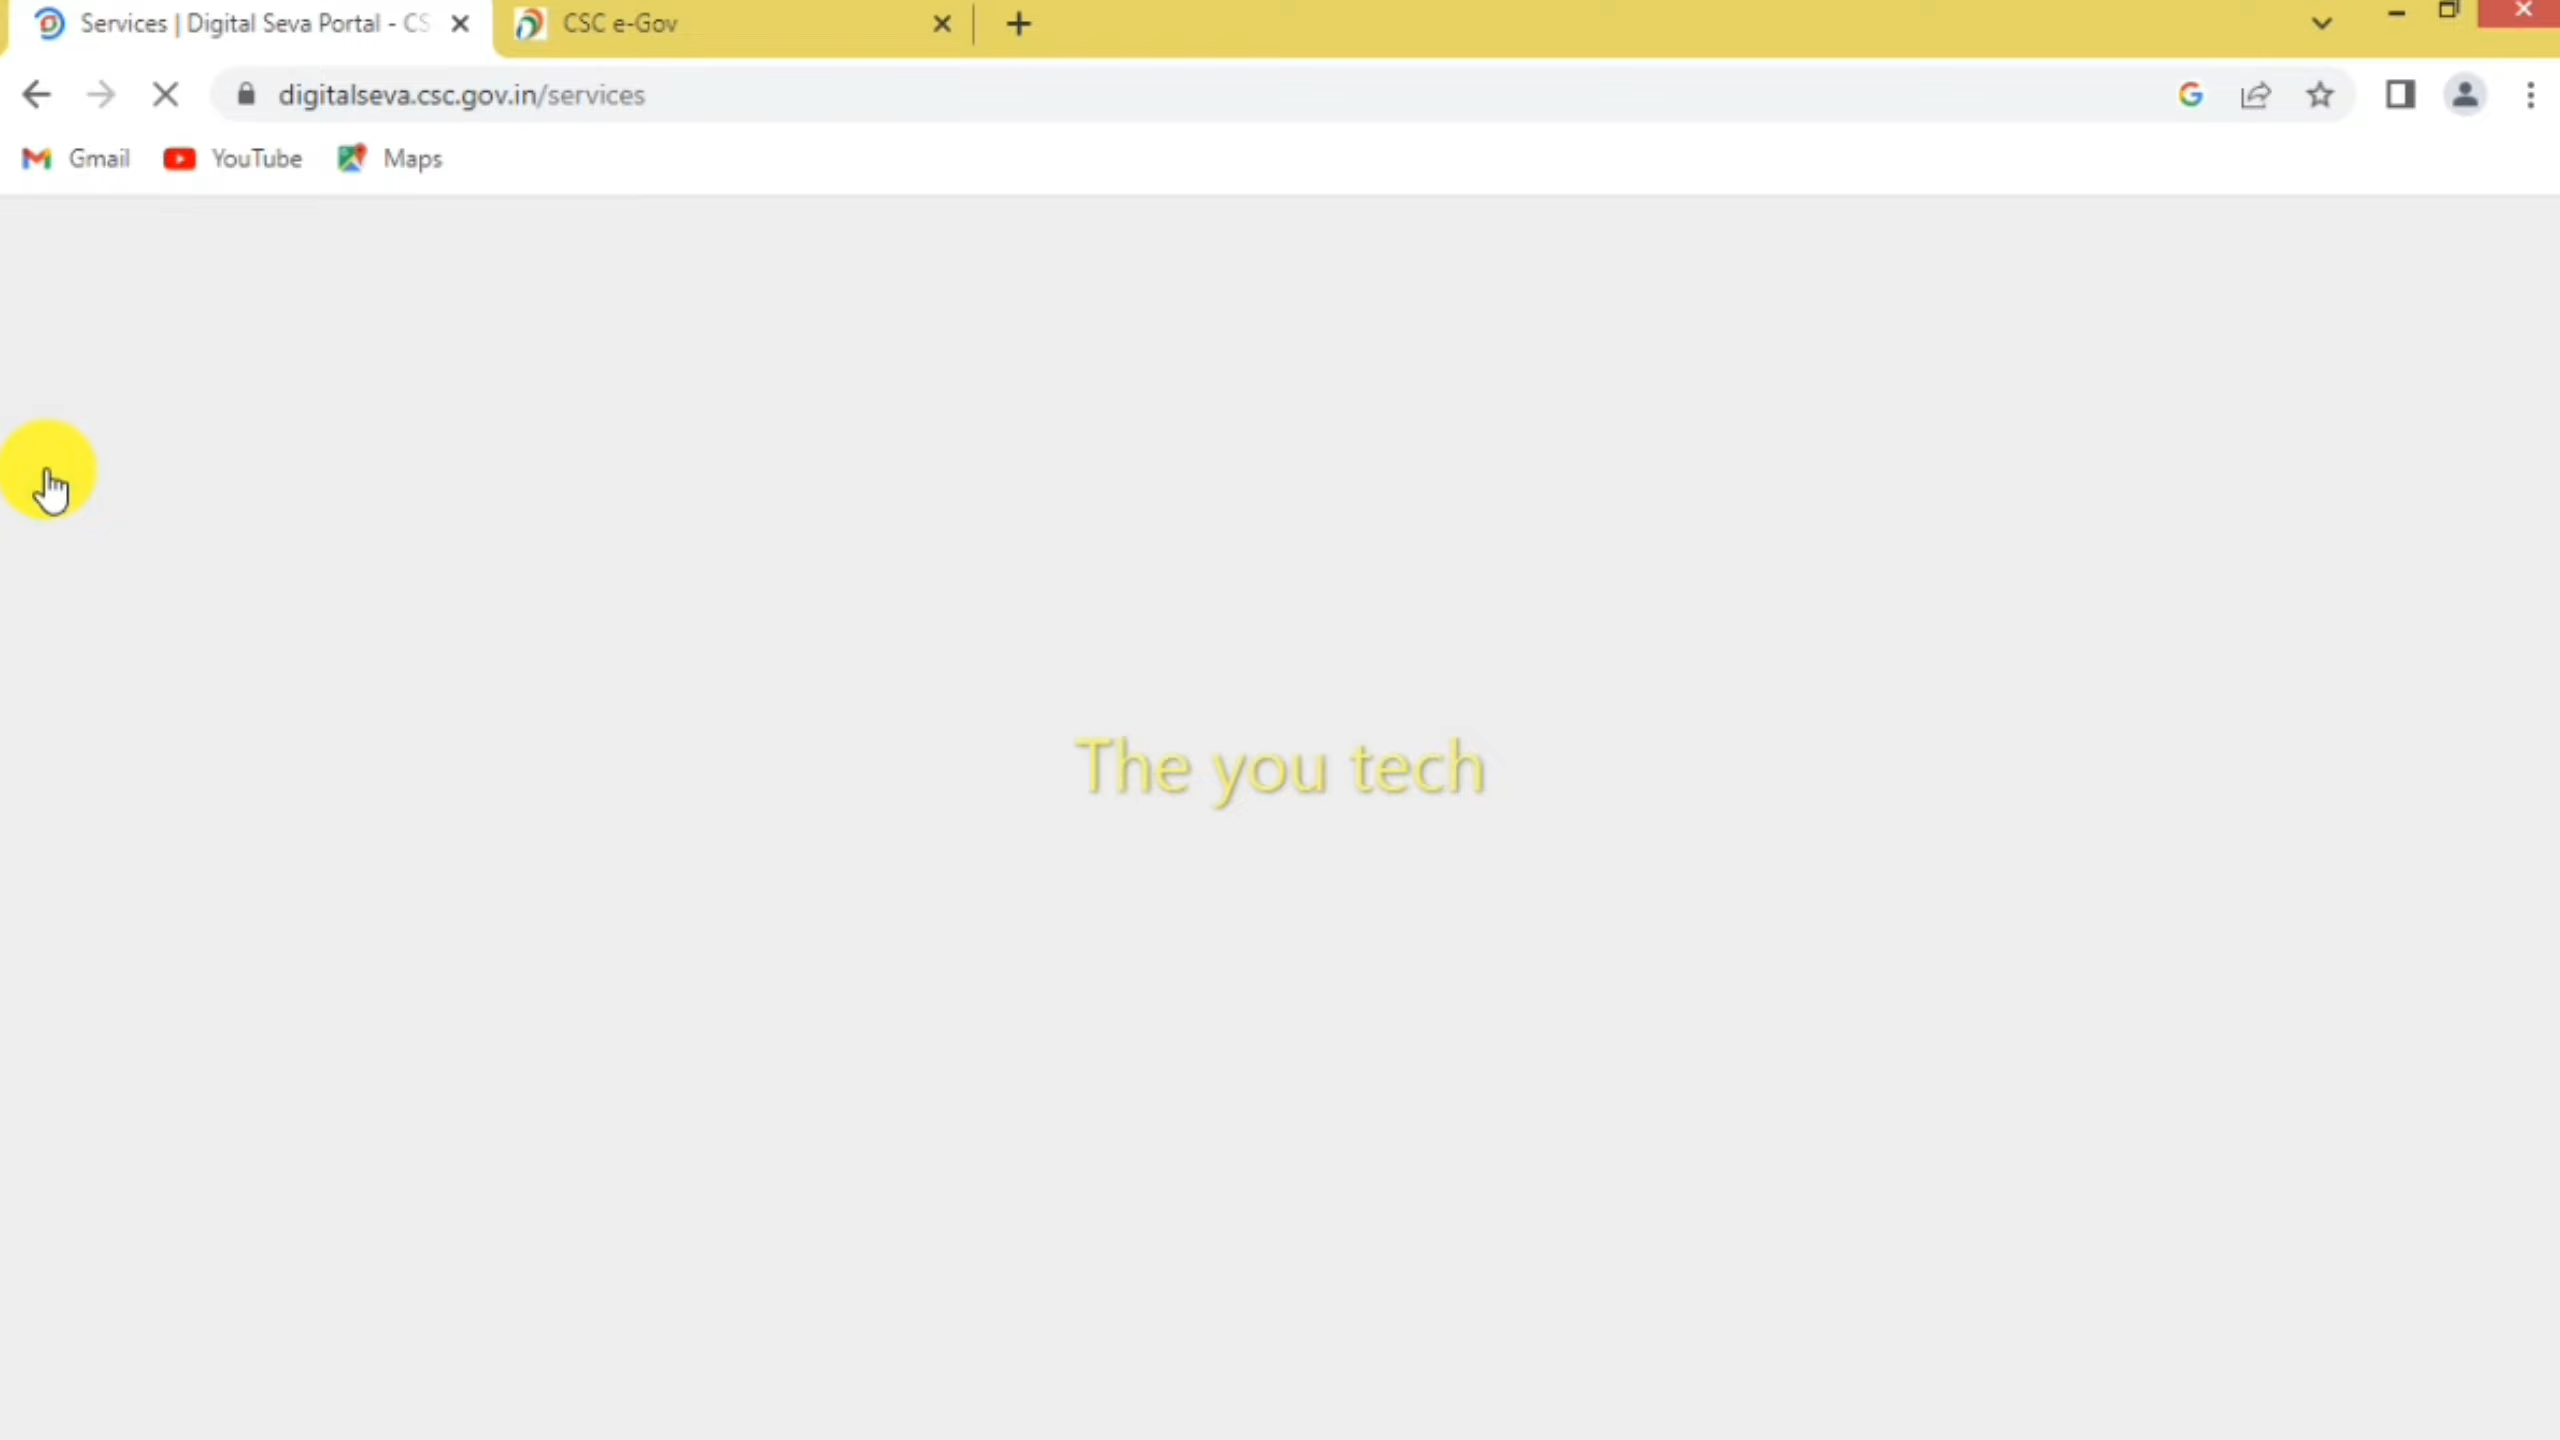 Services | Digital Seva Portal - CS
CSC e-Gov
digitalseva.csc.gov.in/services
Gmail
YouTube
Maps
The you tech